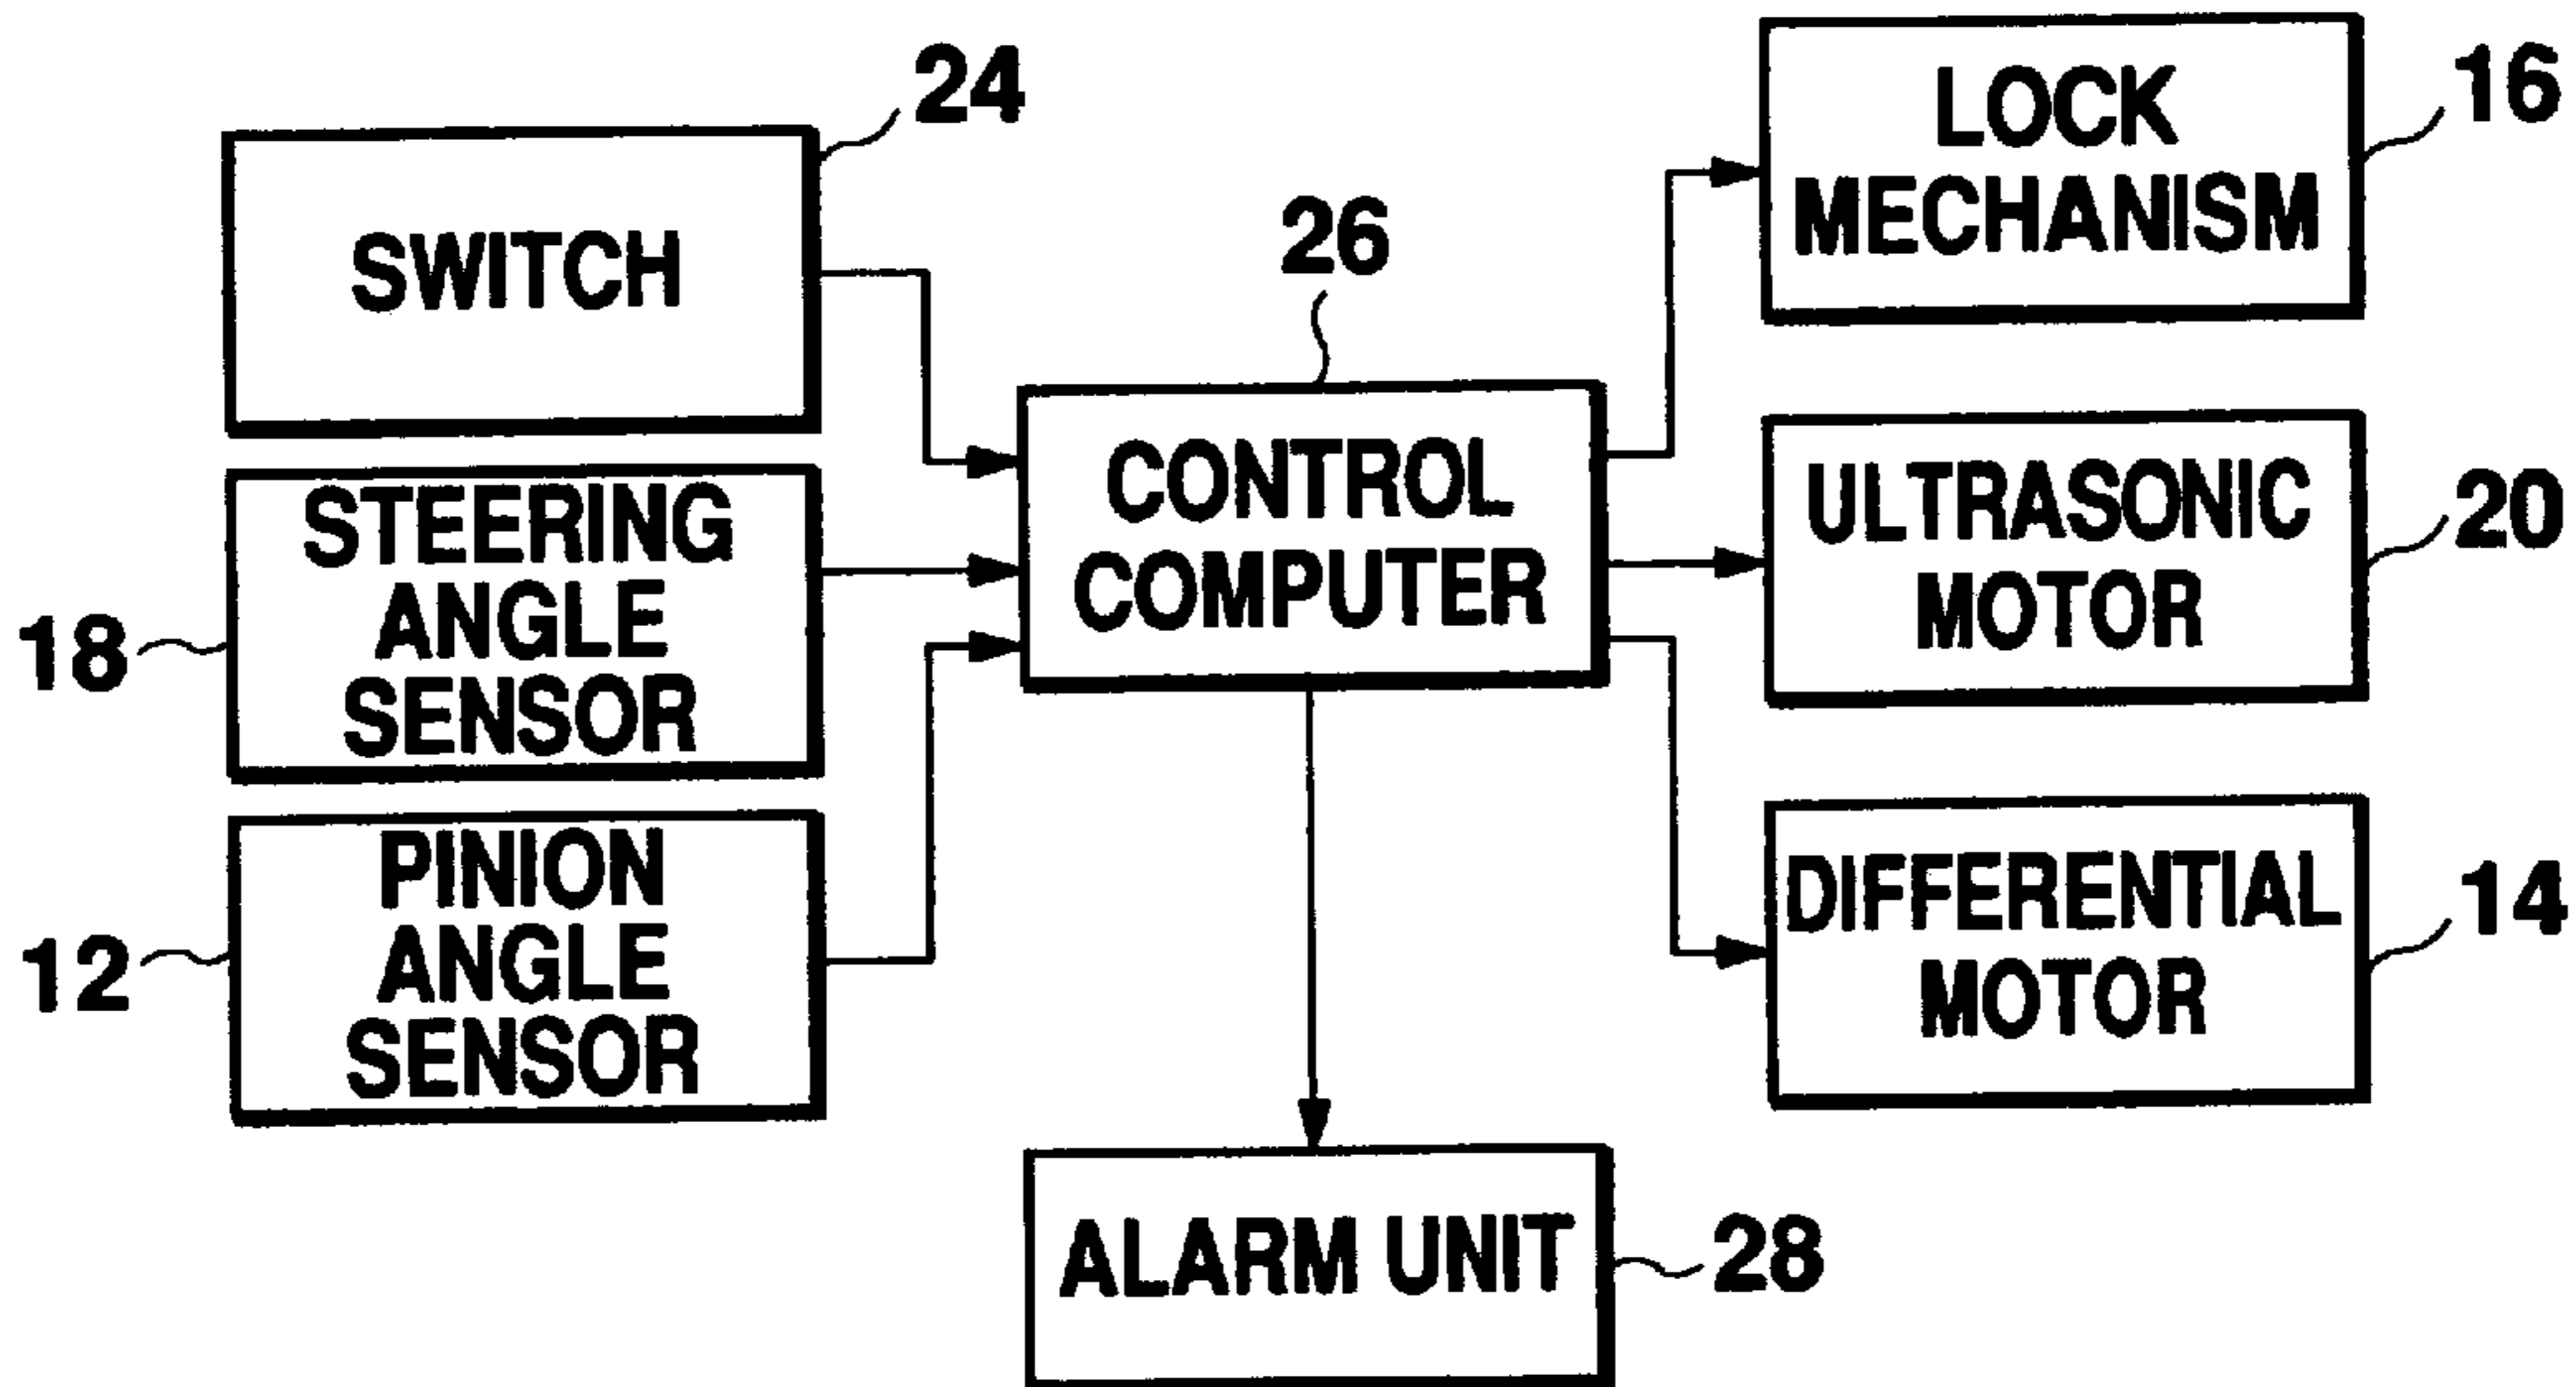 24
SWITCH
18
STEERING
ANGLE
SENSOR
12
PINION
ANGLE
SENSOR
26
CONTROL
COMPUTER
ALARM UNIT
28
LOCK
MECHANISM
16
ULTRASONIC
MOTOR
20
DIFFERENTIAL
MOTOR
14